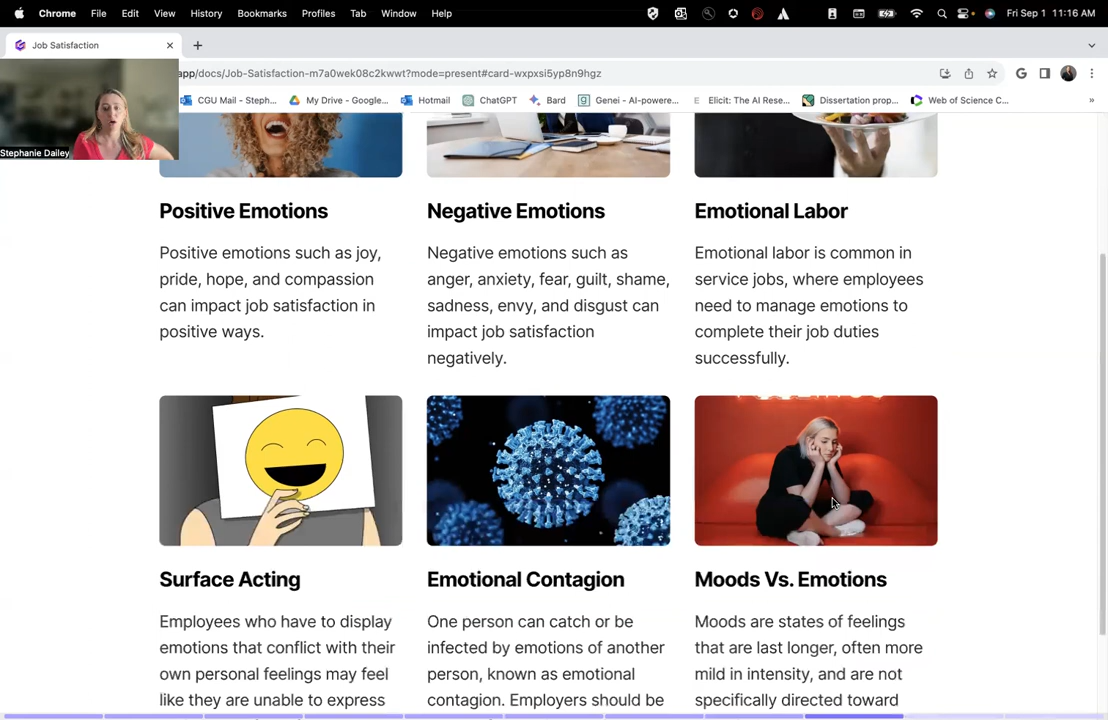 Chrome File Edit View History Bookmarks Profiles Tab Window Help Fri Sep 1 11:16 AM
Job Satisfaction
app/docs/Job-Satisfaction-m7a0wek08c2kwwt?mode=present#card-wxpxsi5yp8n9hgz
CGU Mail - Steph... My Drive - Google... Hotmail ChatGPT Bard Genei - AI-powere... Elicit: The AI Rese... Dissertation prop... Web of Science C... »
Stephanie Dailey
Positive Emotions
Positive emotions such as joy,
pride, hope, and compassion
can impact job satisfaction in
positive ways.
Negative Emotions
Negative emotions such as
anger, anxiety, fear, guilt, shame,
sadness, envy, and disgust can
impact job satisfaction
negatively.
Emotional Labor
Emotional labor is common in
service jobs, where employees
need to manage emotions to
complete their job duties
successfully.
Surface Acting
Employees who have to display
emotions that conflict with their
own personal feelings may feel
like they are unable to express
Emotional Contagion
One person can catch or be
infected by emotions of another
person, known as emotional
contagion. Employers should be
Moods Vs. Emotions
Moods are states of feelings
that are last longer, often more
mild in intensity, and are not
specifically directed toward